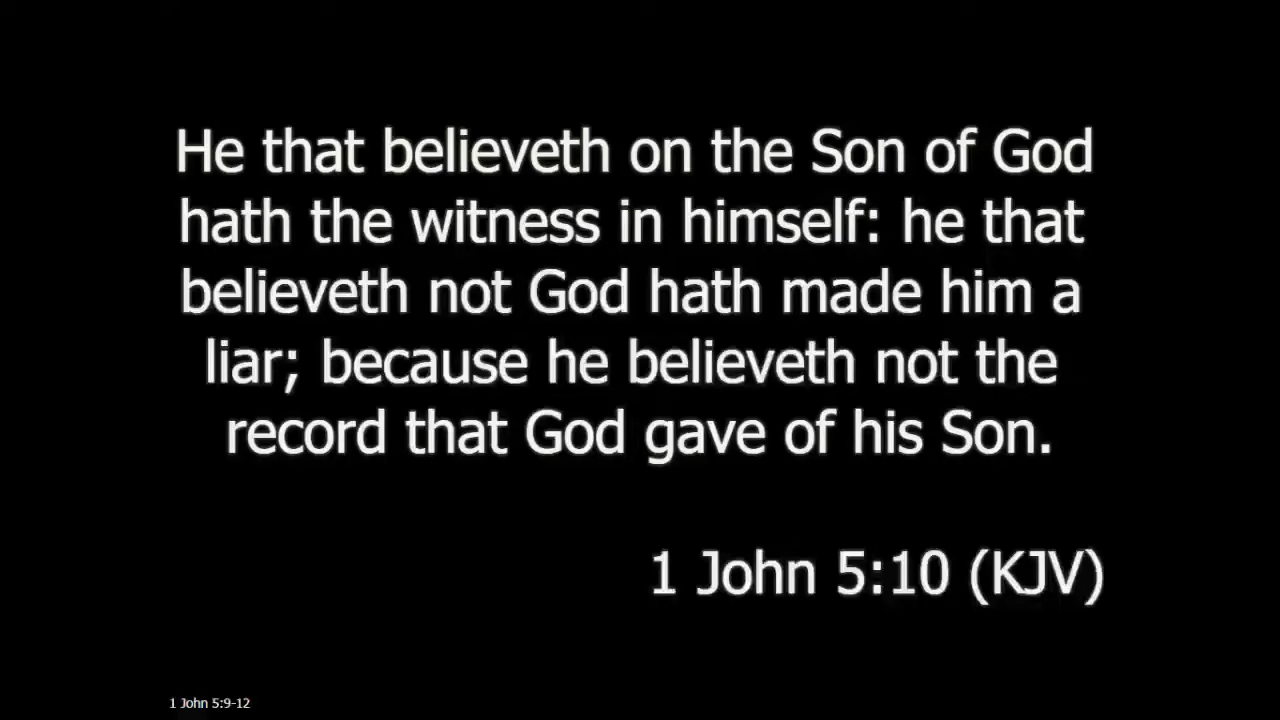 He that believeth on the Son of God
hath the witness in himself: he that
believeth not God hath made him a
liar; because he believeth not the
record that God gave of his Son.
1 John 5:10 (KJV)
1 John 5:9-12